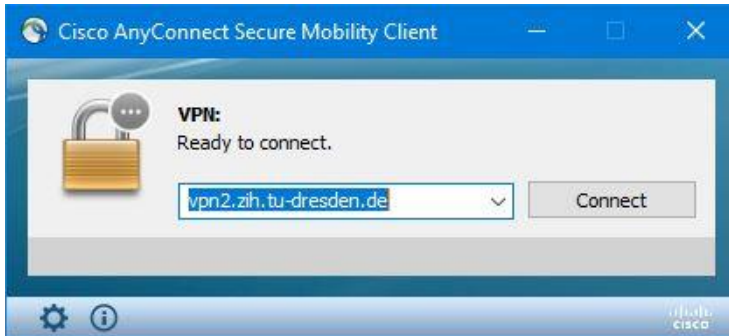 Cisco AnyConnect Secure Mobility Client
VPN:
Ready to connect.
vpn2.zih.tu-dresden.de
Connect
cisco